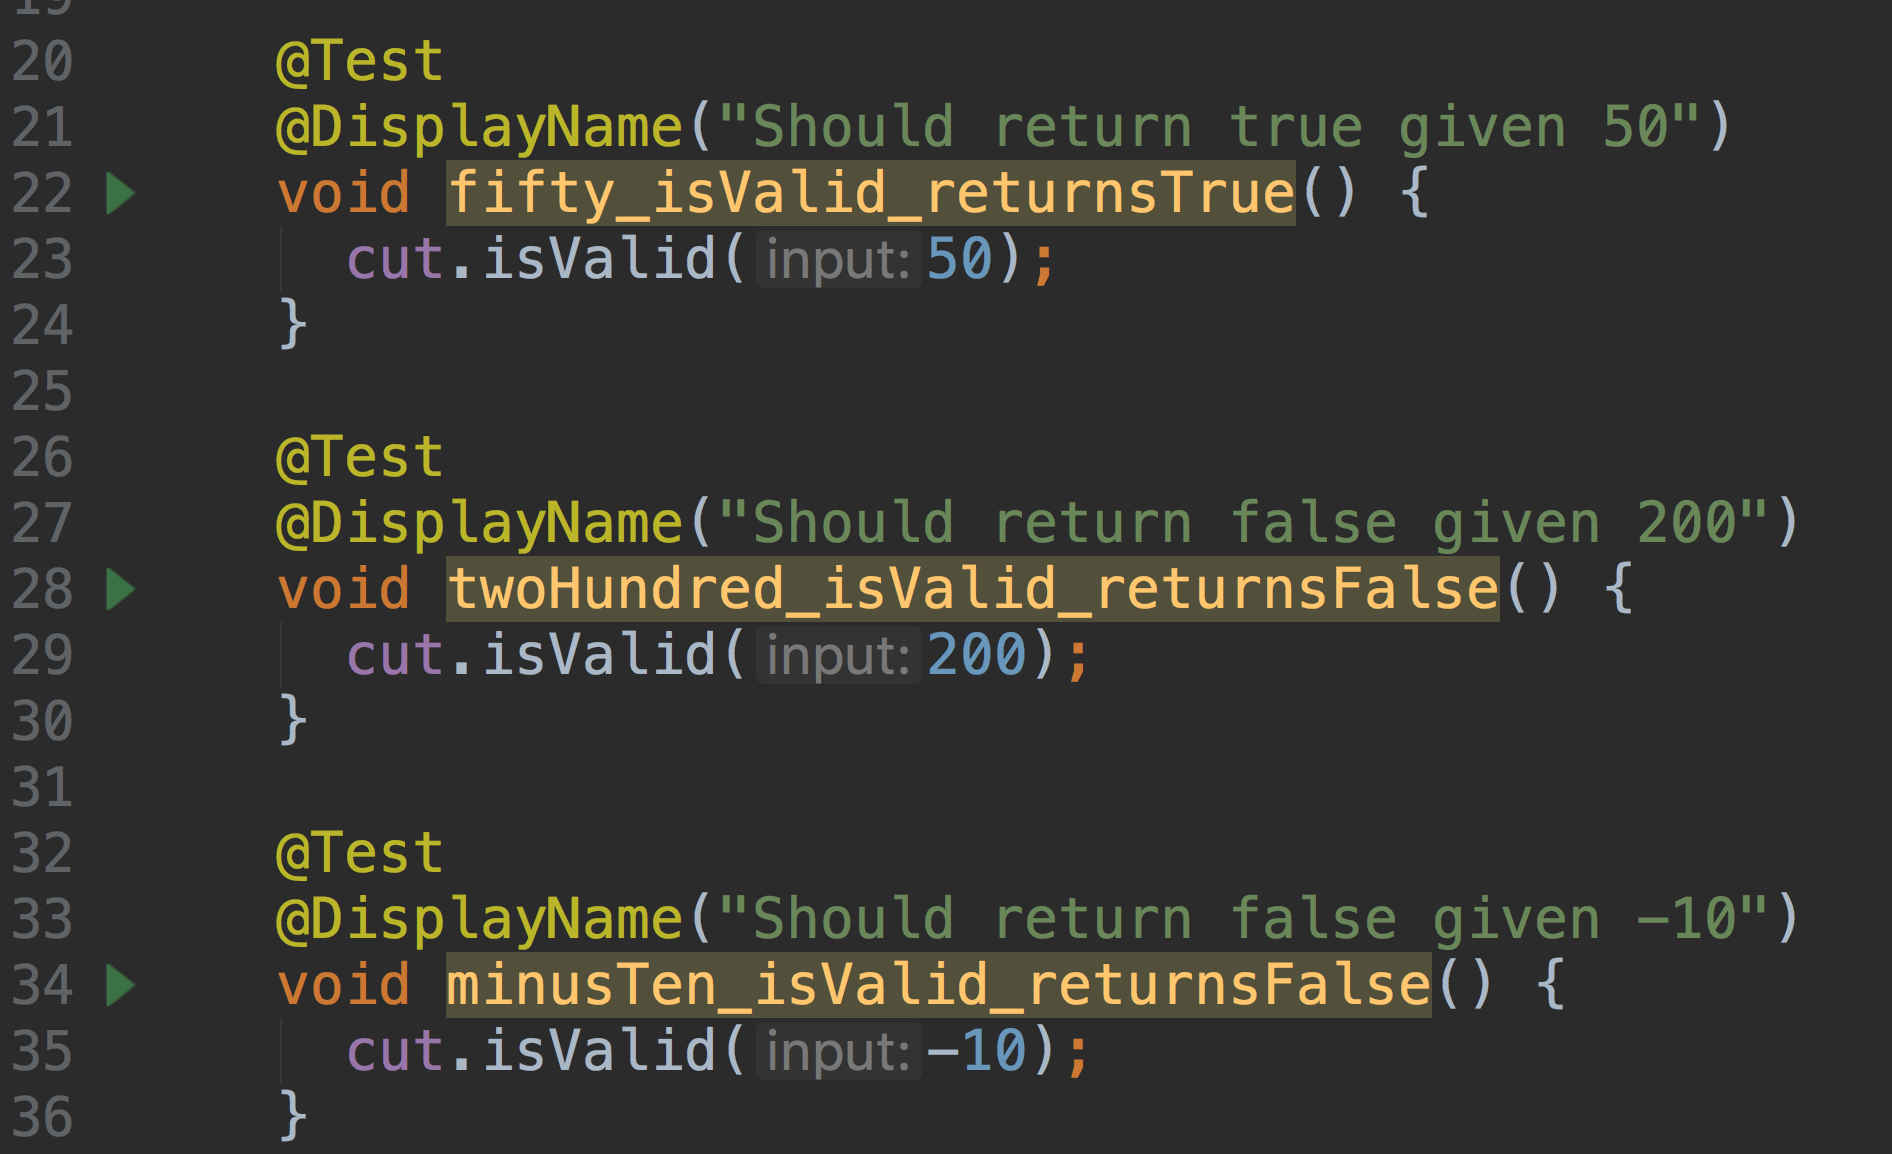 19
20 @Test
21 @DisplayName("Should return true given 50")
22 void fifty_isValid_returnsTrue() {
23 cut.isValid( input: 50);
24 }
25
26 @Test
27 @DisplayName("Should return false given 200")
28 void twoHundred_isValid_returnsFalse() {
29 cut.isValid( input: 200);
30 }
31
32 @Test
33 @DisplayName("Should return false given -10")
34 void minusTen_isValid_returnsFalse() {
35 cut.isValid( input: -10);
36 }